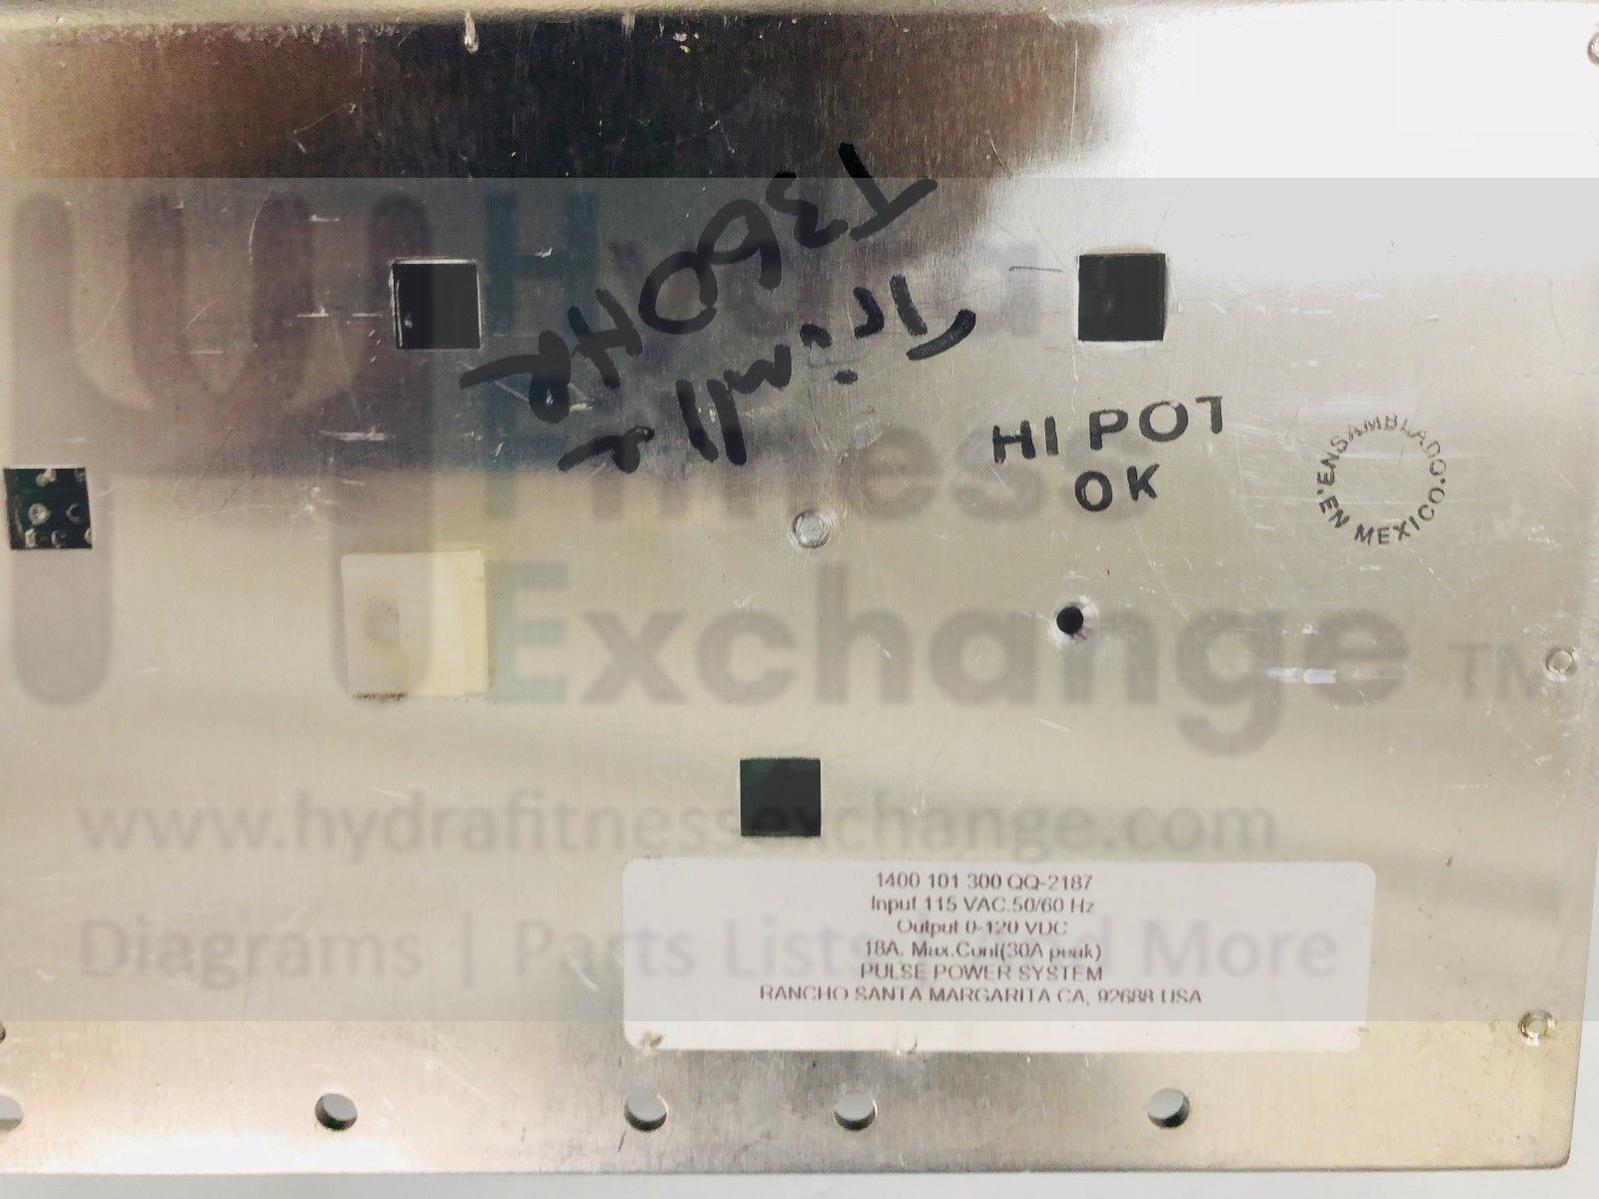 T360HR
Trimline
HI POT
OK
ENSAMBLADO
EN MEXICO
H
Fitness
Exchange TM
www.hydrafitnessexchange.com
Diagrams | Parts Lists and More
1400 101 300 QQ-2187
Input 115 VAC.50/60 Hz
Output 0-120 VDC
18A. Max.Cont(30A peak)
PULSE POWER SYSTEM
RANCHO SANTA MARGARITA CA, 92688 USA